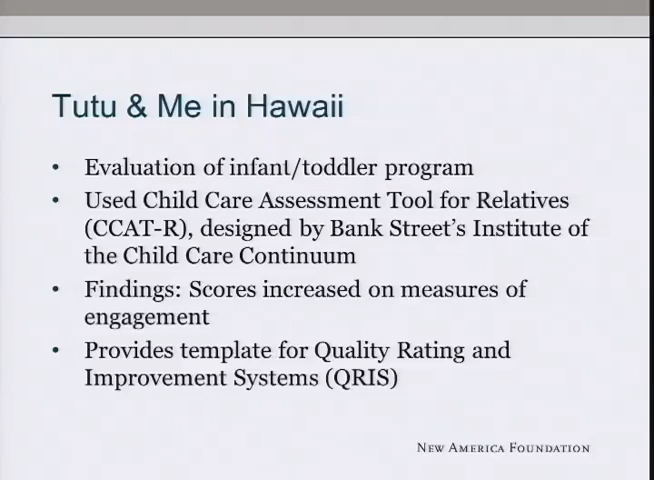 Tutu & Me in Hawaii
• Evaluation of infant/toddler program
• Used Child Care Assessment Tool for Relatives
(CCAT-R), designed by Bank Street's Institute of
the Child Care Continuum
• Findings: Scores increased on measures of
engagement
• Provides template for Quality Rating and
Improvement Systems (QRIS)
New America Foundation